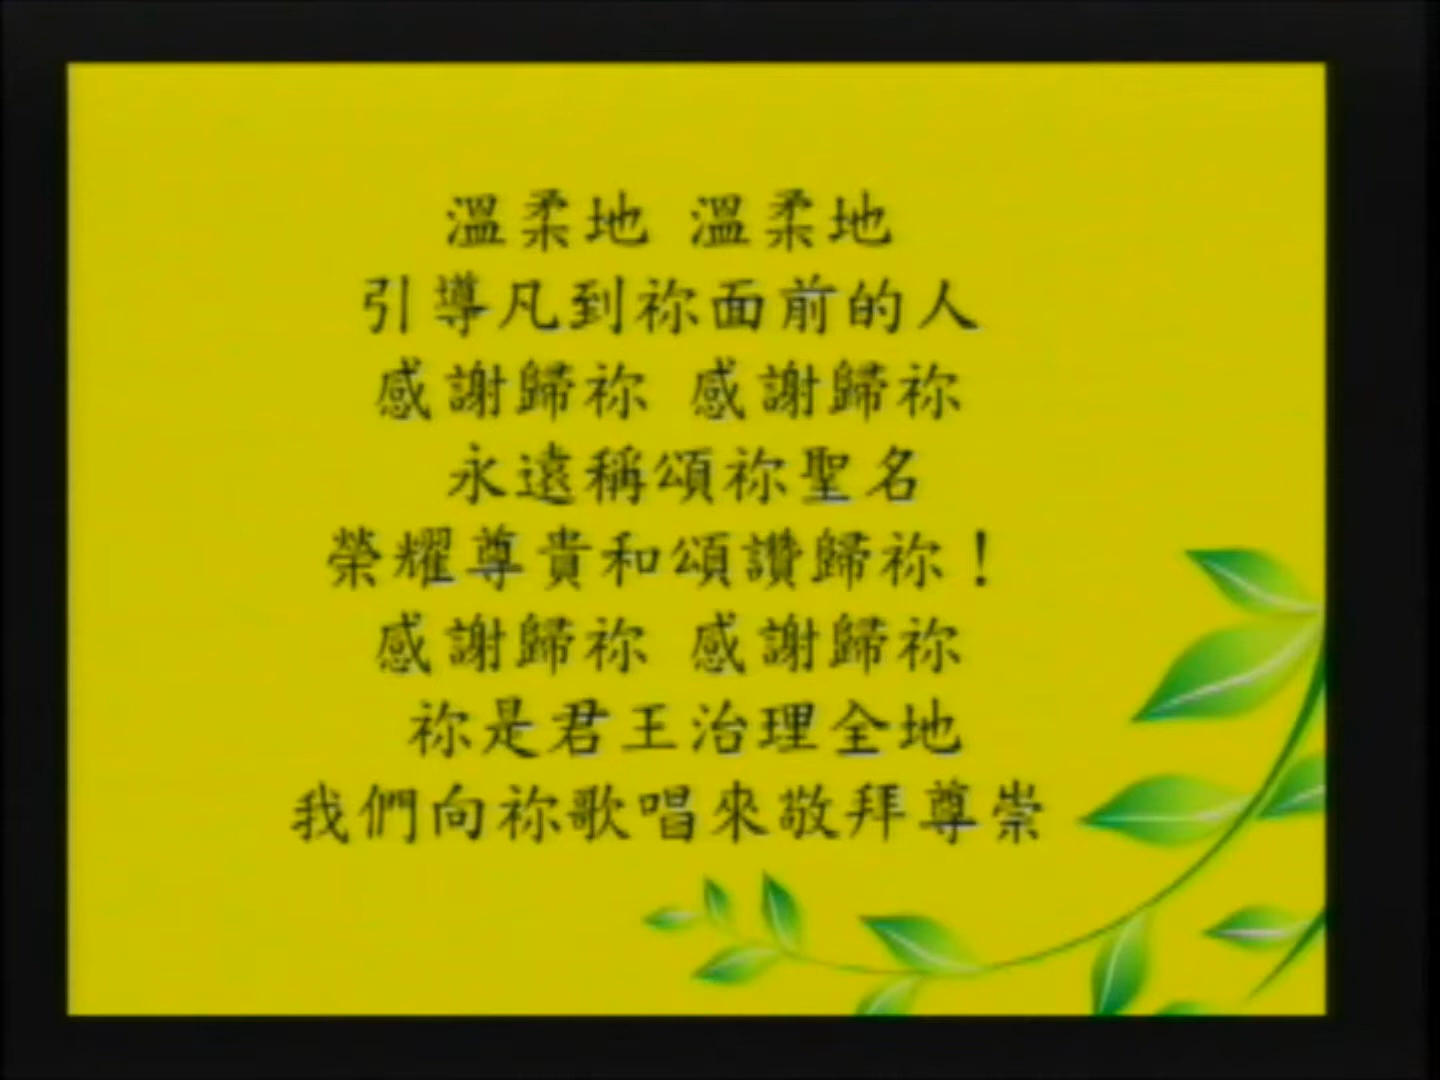 溫柔地 溫柔地
引導凡到祢面前的人
感謝歸祢 感謝歸祢
永遠稱頌祢聖名
榮耀尊貴和頌讚歸祢！
感謝歸祢 感謝歸祢
祢是君王治理全地
我們向祢歌唱來敬拜尊崇